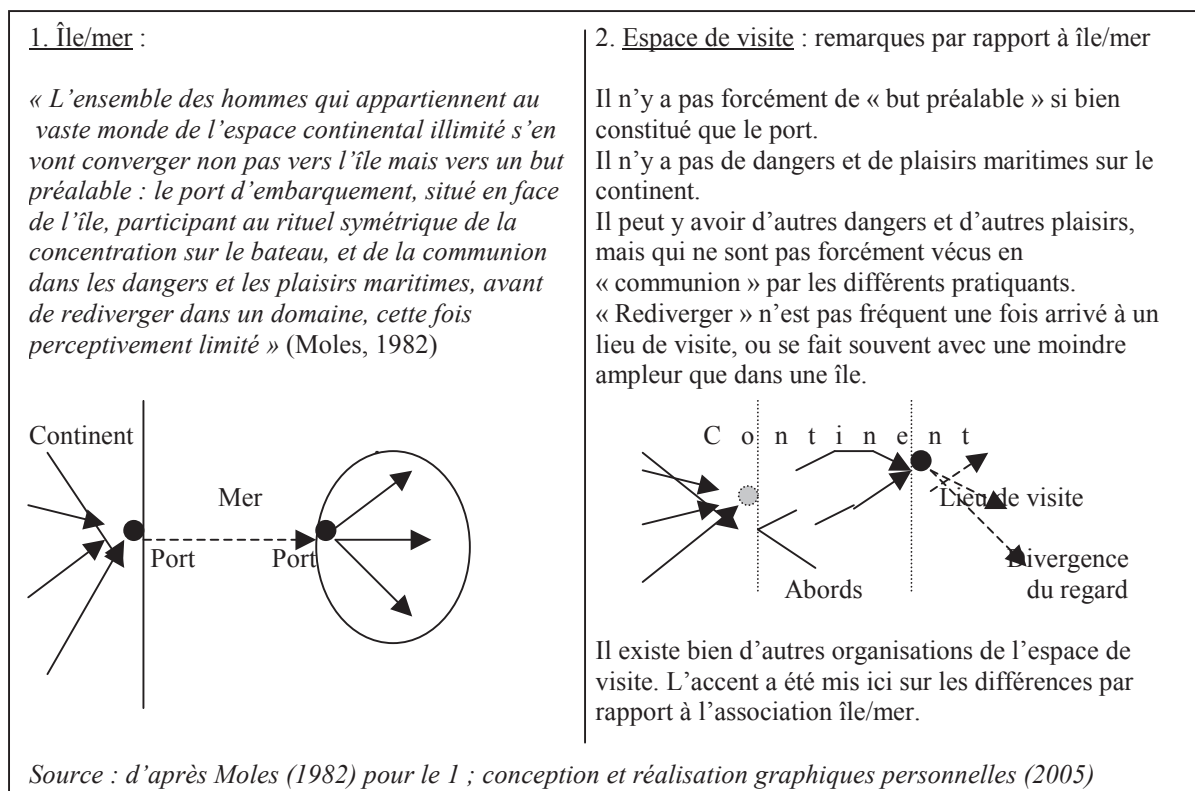 1. Île/mer :
« L’ensemble des hommes qui appartiennent au
vaste monde de l’espace continental illimité s’en
vont converger non pas vers l’île mais vers un but
préalable : le port d’embarquement, situé en face
de l’île, participant au rituel symétrique de la
concentration sur le bateau, et de la communion
dans les dangers et les plaisirs maritimes, avant
de rediverger dans un domaine, cette fois
perceptivement limité » (Moles, 1982)
Continent
Mer
Port
Port
2. Espace de visite : remarques par rapport à île/mer
Il n’y a pas forcément de « but préalable » si bien
constitué que le port.
Il n’y a pas de dangers et de plaisirs maritimes sur le
continent.
Il peut y avoir d’autres dangers et d’autres plaisirs,
mais qui ne sont pas forcément vécus en
« communion » par les différents pratiquants.
« Rediverger » n’est pas fréquent une fois arrivé à un
lieu de visite, ou se fait souvent avec une moindre
ampleur que dans une île.
C o n t i n e n t
Lieu de visite
Divergence
du regard
Abords
Il existe bien d’autres organisations de l’espace de
visite. L’accent a été mis ici sur les différences par
rapport à l’association île/mer.
Source : d’après Moles (1982) pour le 1 ; conception et réalisation graphiques personnelles (2005)